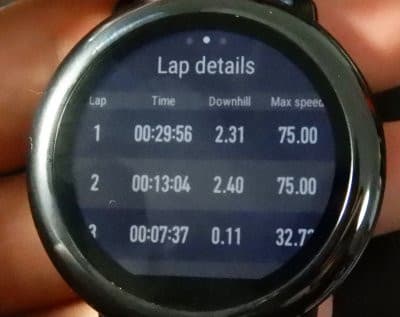 Lap details
Lap Time Downhill Max speed
1 00:29:56 2.31 75.00
2 00:13:04 2.40 75.00
3 00:07:37 0.11